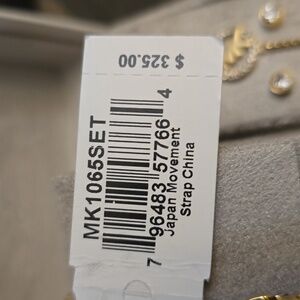 $ 325.00
MK1065SET
7 96483 57766 4
Japan Movement
Strap China